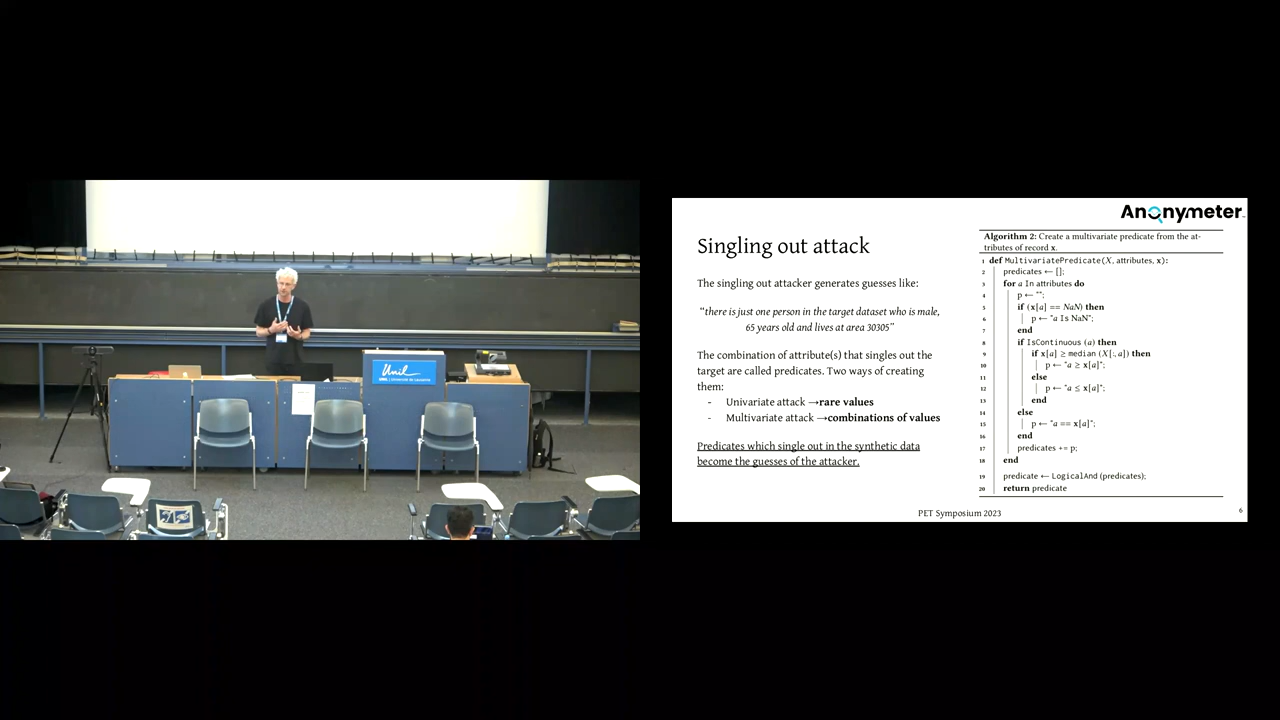 Unil
UNIL | Université de Lausanne
Anonymeter
Singling out attack
The singling out attacker generates guesses like:
"there is just one person in the target dataset who is male,
65 years old and lives at area 30305"
The combination of attribute(s) that singles out the
target are called predicates. Two ways of creating
them:
- Univariate attack →rare values
- Multivariate attack →combinations of values
Predicates which single out in the synthetic data
become the guesses of the attacker.
Algorithm 2: Create a multivariate predicate from the at-
tributes of record x.
1 def MultivariatePredicate(X, attributes, x):
2 predicates ← [];
3 for a In attributes do
4 p ← "";
5 if (x[a] == NaN) then
6 p ← "a Is NaN";
7 end
8 if IsContinuous (a) then
9 if x[a] ≥ median (X[:, a]) then
10 p ← "a ≥ x[a]";
11 else
12 p ← "a ≤ x[a]";
13 end
14 else
15 p ← "a == x[a]";
16 end
17 predicates += p;
18 end
19 predicate ← LogicalAnd (predicates);
20 return predicate
PET Symposium 2023
6